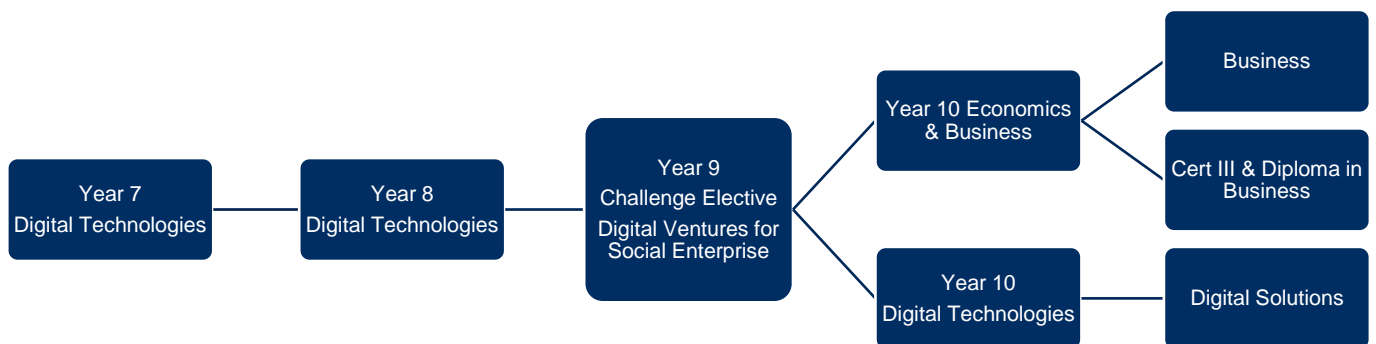 Year 7
Digital Technologies
Year 8
Digital Technologies
Year 9
Challenge Elective
Digital Ventures for
Social Enterprise
Year 10 Economics
& Business
Business
Cert III & Diploma in
Business
Year 10
Digital Technologies
Digital Solutions